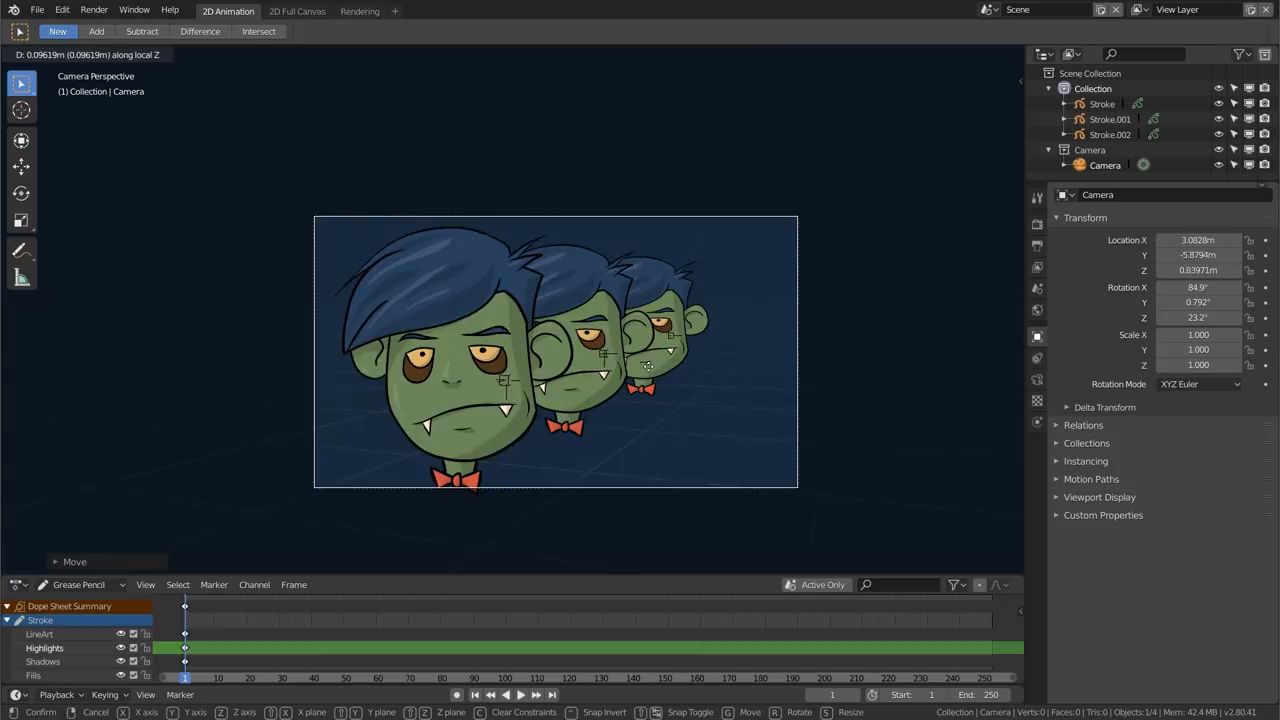 File Edit Render Window Help 2D Animation 2D Full Canvas Rendering + Scene View Layer
New Add Subtract Difference Intersect
D: 0.09619m (0.09619m) along local Z
Camera Perspective
(1) Collection | Camera
Scene Collection
Collection
Stroke
Stroke.001
Stroke.002
Camera
Camera
Camera
Transform
Location X 3.0828m
Y -5.8794m
Z 0.83971m
Rotation X 84.9°
Y 0.792°
Z 23.2°
Scale X 1.000
Y 1.000
Z 1.000
Rotation Mode XYZ Euler
Delta Transform
Relations
Collections
Instancing
Motion Paths
Viewport Display
Custom Properties
Move
Grease Pencil View Select Marker Channel Frame Active Only
Dope Sheet Summary
Stroke
LineArt
Highlights
Shadows
Fills
1 10 20 30 40 50 60 70 80 90 100 110 120 130 140 150 160 170 180 190 200 210 220 230 240 250
Playback Keying View Marker 1 Start: 1 End: 250
Confirm Cancel X X axis Y Y axis Z Z axis X X plane Y Y plane Z Z plane C Clear Constraints Snap Invert Snap Toggle G Move R Rotate S Resize Collection | Camera | Verts:0 | Faces:0 | Tris:0 | Objects:1/4 | Mem: 42.4 MB | v2.80.41